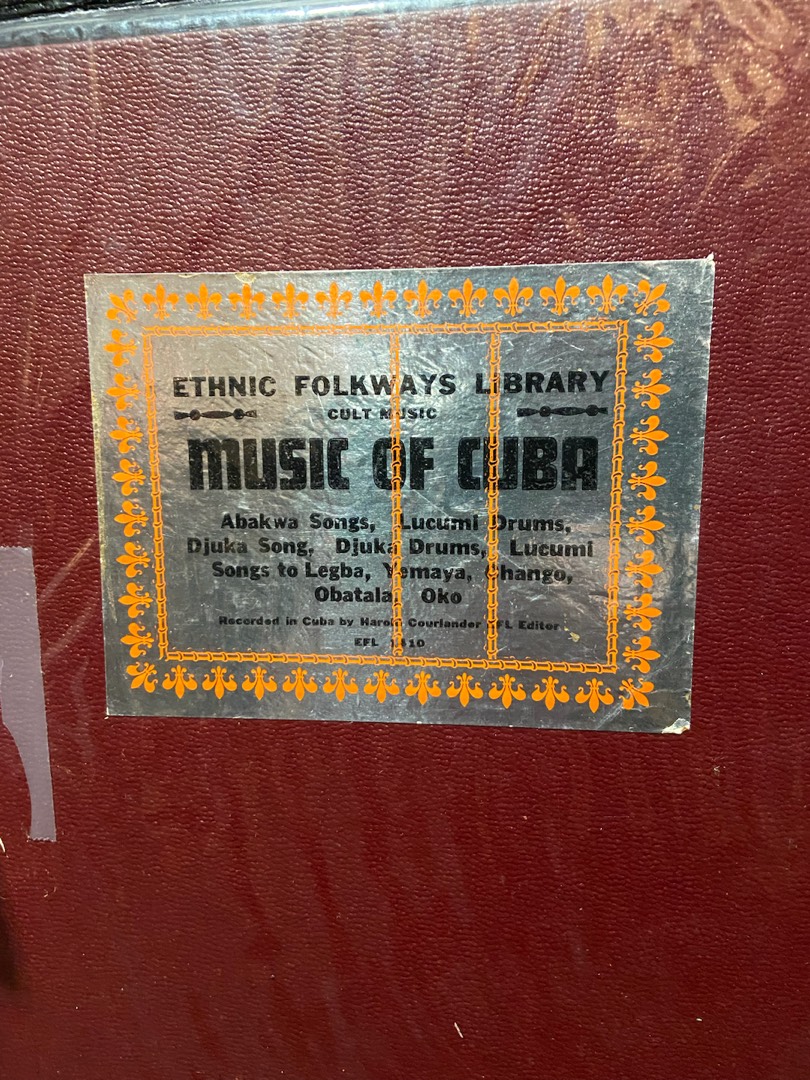 ETHNIC FOLKWAYS LIBRARY
CULT MUSIC
MUSIC OF CUBA
Abakwa Songs, Lucumi Drums,
Djuka Song, Djuka Drums, Lucumi
Songs to Legba, Yemaya, Chango,
Obatala Oko
Recorded in Cuba by Harold Courlander EFL Editor
EFL 1410